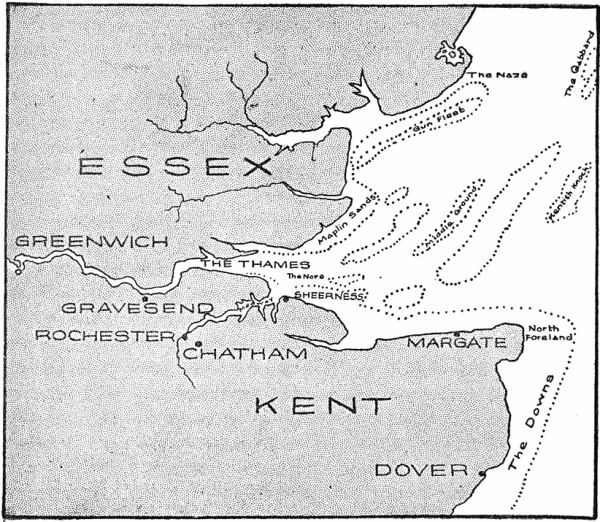 The Naze
The Gabbard
Gun Fleet
ESSEX
Kentish Knock
Maplin Sands
Middle Ground
GREENWICH
THE THAMES
The Nore
SHEERNESS
GRAVESEND
ROCHESTER
CHATHAM
MARGATE
North
Foreland
KENT
The Downs
DOVER